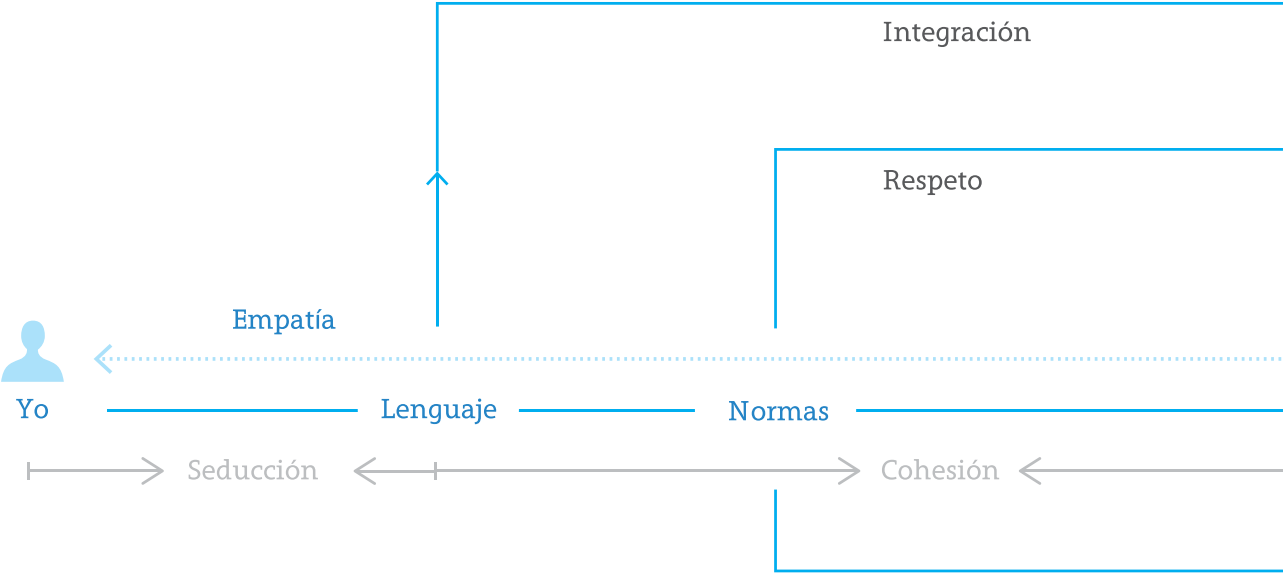 Integración
Respeto
Empatía
Yo
Lenguaje
Normas
Seducción
Cohesión